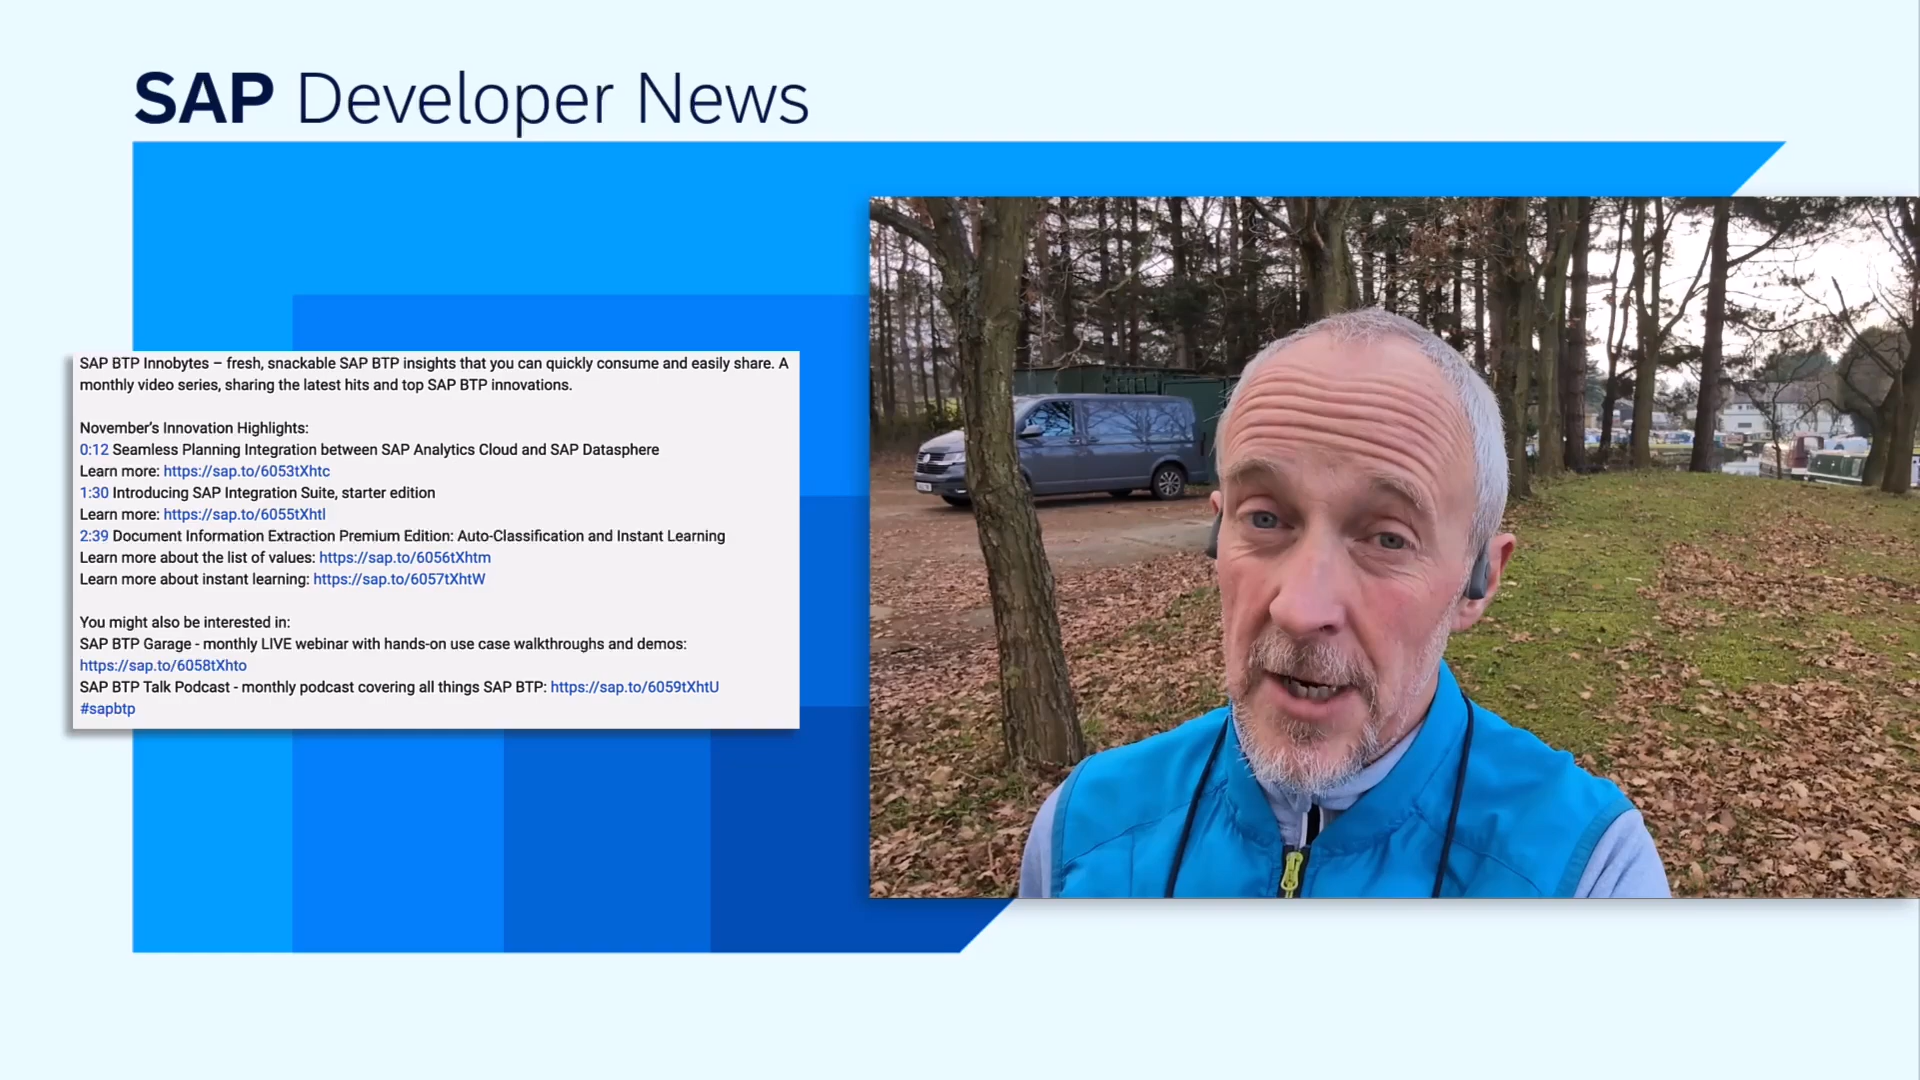 SAP Developer News
SAP BTP Innobytes – fresh, snackable SAP BTP insights that you can quickly consume and easily share. A
monthly video series, sharing the latest hits and top SAP BTP innovations.
November's Innovation Highlights:
0:12 Seamless Planning Integration between SAP Analytics Cloud and SAP Datasphere
Learn more: https://sap.to/6053tXhtc
1:30 Introducing SAP Integration Suite, starter edition
Learn more: https://sap.to/6055tXhtl
2:39 Document Information Extraction Premium Edition: Auto-Classification and Instant Learning
Learn more about the list of values: https://sap.to/6056tXhtm
Learn more about instant learning: https://sap.to/6057tXhtW
You might also be interested in:
SAP BTP Garage - monthly LIVE webinar with hands-on use case walkthroughs and demos:
https://sap.to/6058tXhto
SAP BTP Talk Podcast - monthly podcast covering all things SAP BTP: https://sap.to/6059tXhtU
#sapbtp